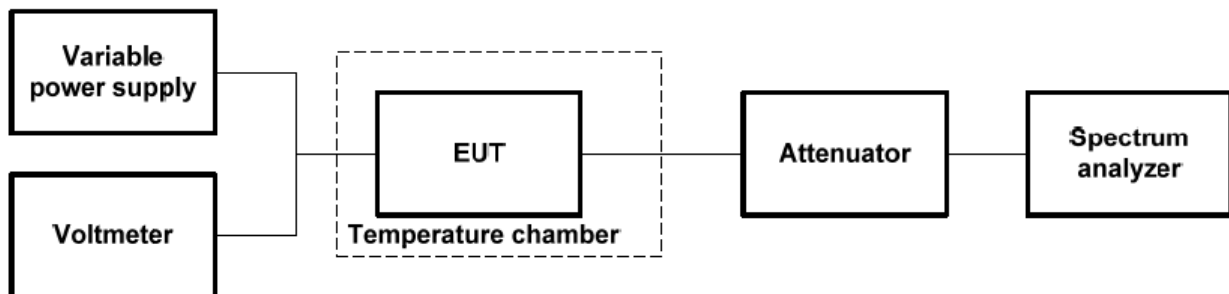 Variable
power supply
EUT
Attenuator
Spectrum
analyzer
Voltmeter
Temperature chamber